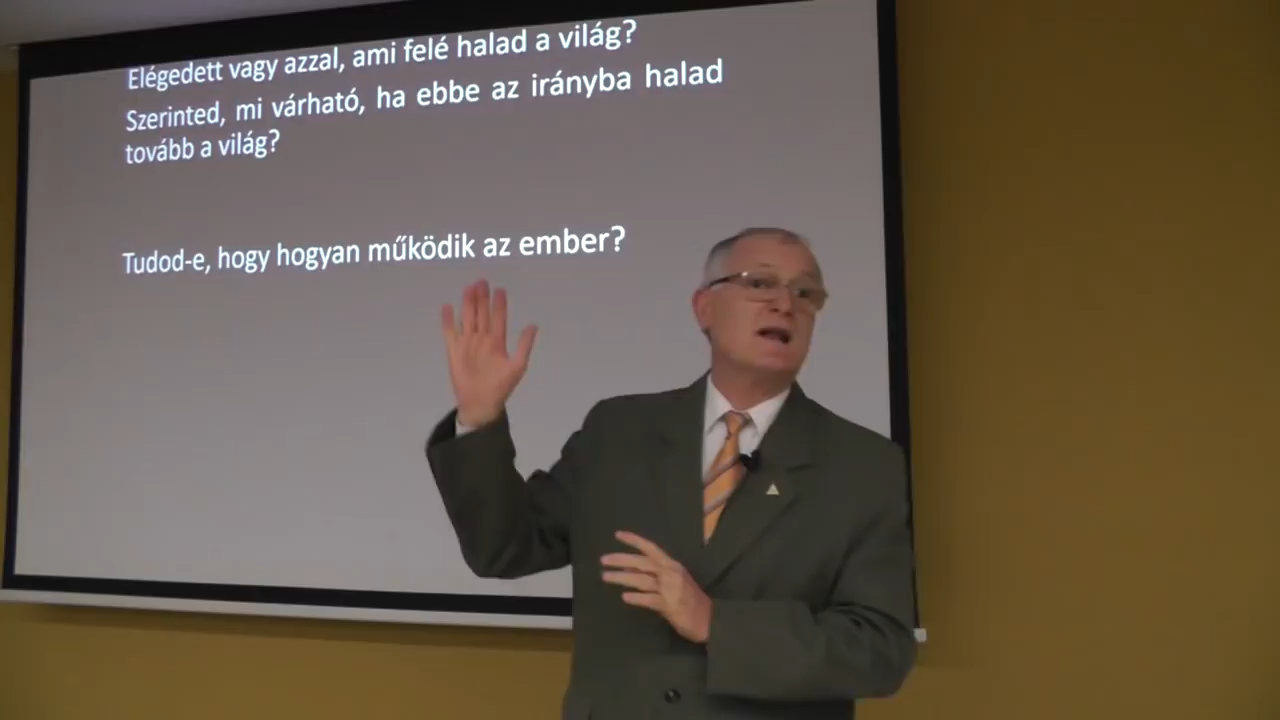 Elégedett vagy azzal, ami felé halad a világ?
Szerinted, mi várható, ha ebbe az irányba halad
tovább a világ?
Tudod-e, hogy hogyan működik az ember?